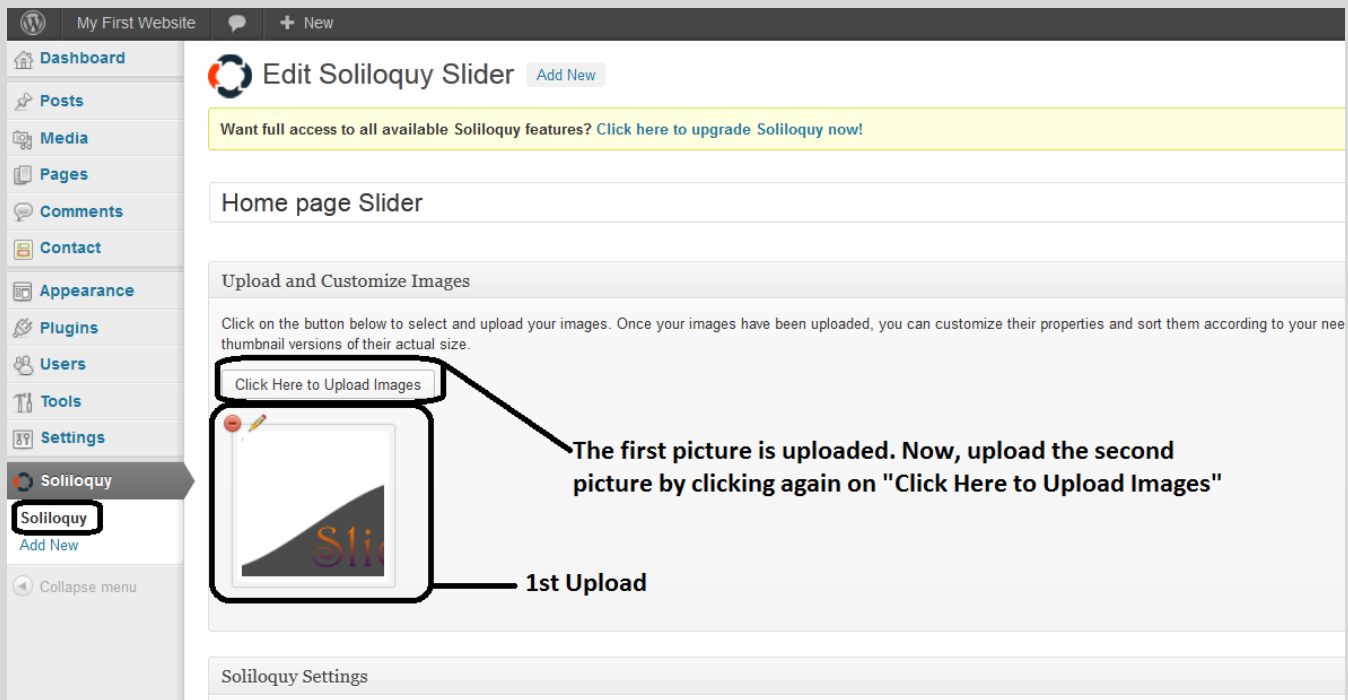 My First Website
+ New
Dashboard
Posts
Media
Pages
Comments
Contact
Appearance
Plugins
Users
Tools
Settings
Soliloquy
Soliloquy
Add New
Collapse menu
Edit Soliloquy Slider Add New
Want full access to all available Soliloquy features? Click here to upgrade Soliloquy now!
Home page Slider
Upload and Customize Images
Click on the button below to select and upload your images. Once your images have been uploaded, you can customize their properties and sort them according to your nee
thumbnail versions of their actual size.
Click Here to Upload Images
The first picture is uploaded. Now, upload the second
picture by clicking again on "Click Here to Upload Images"
Slid
1st Upload
Soliloquy Settings